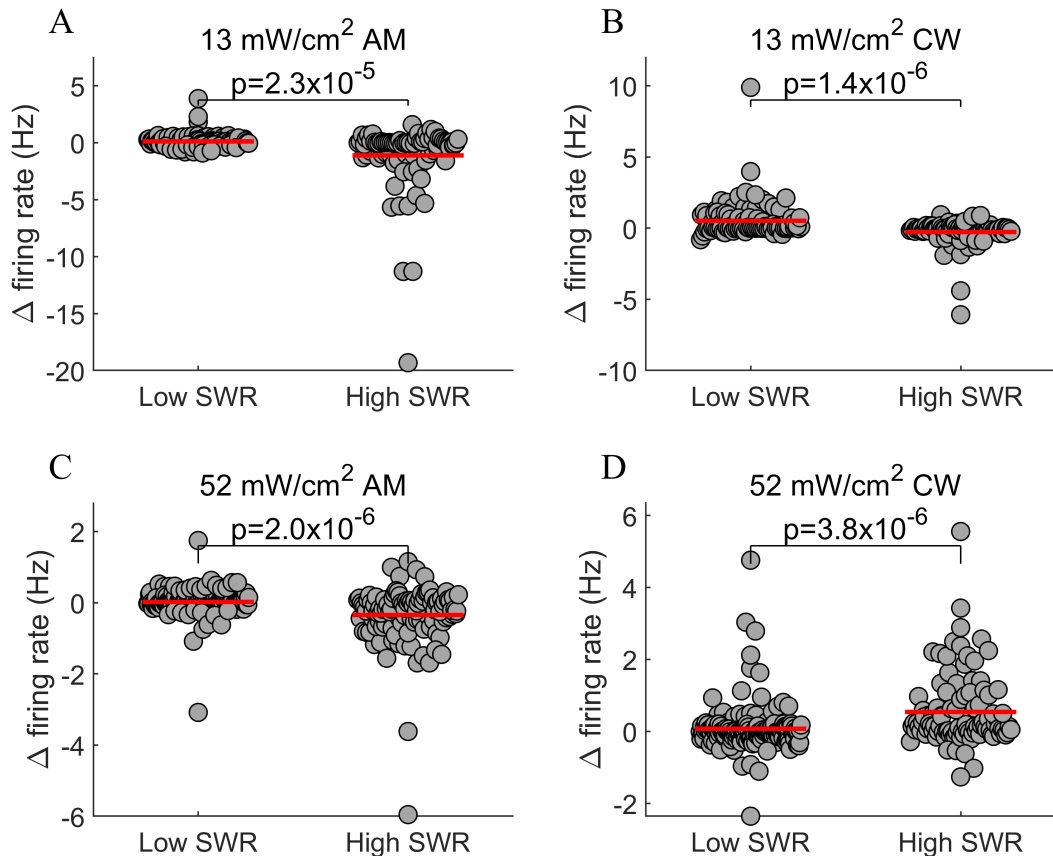 A
13 mW/cm² AM
p=2.3x10⁻⁵
Δ firing rate (Hz)
5
0
-5
-10
-15
-20
Low SWR
High SWR
B
13 mW/cm² CW
p=1.4x10⁻⁶
Δ firing rate (Hz)
10
5
0
-5
-10
Low SWR
High SWR
C
52 mW/cm² AM
p=2.0x10⁻⁶
Δ firing rate (Hz)
2
0
-2
-4
-6
Low SWR
High SWR
D
52 mW/cm² CW
p=3.8x10⁻⁶
Δ firing rate (Hz)
6
4
2
0
-2
Low SWR
High SWR